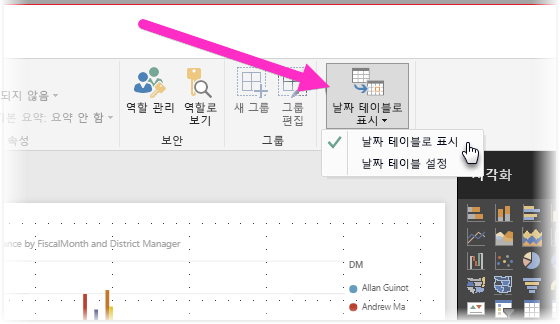 되지 않음
본 요약: 요약 안 함
속성
역할 관리
역할로
보기
보안
새 그룹
그룹
편집
그룹
날짜 테이블로
표시
날짜 테이블로 표시
날짜 테이블 설정
각화
nce by FiscalMonth and District Manager
DM
Allan Guinot
Andrew Ma